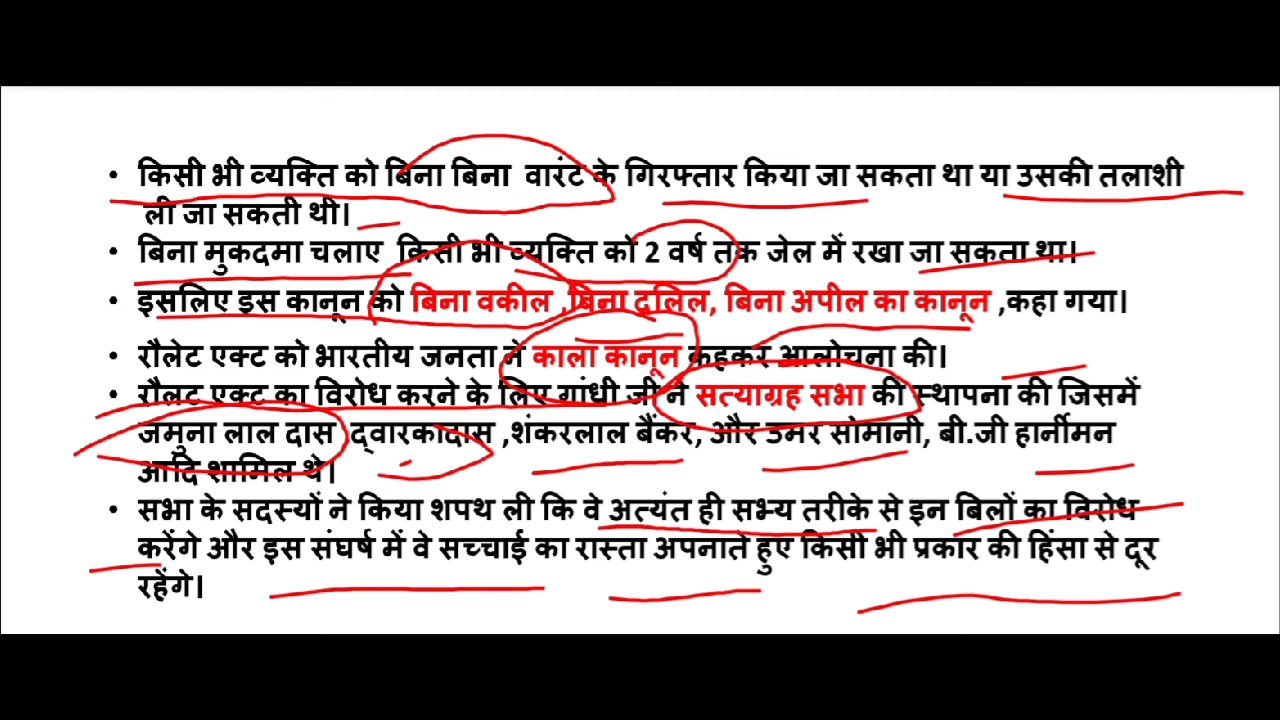 • किसी भी व्यक्ति को बिना बिना वारंट के गिरफ्तार किया जा सकता था या उसकी तलाशी
ली जा सकती थी।
• बिना मुकदमा चलाए किसी भी व्यक्ति को 2 वर्ष तक जेल में रखा जा सकता था।
• इसलिए इस कानून को बिना वकील ,बिना दलिल, बिना अपील का कानून ,कहा गया।
• रौलेट एक्ट को भारतीय जनता ने काला कानून कहकर आलोचना की।
• रौलट एक्ट का विरोध करने के लिए गांधी जी ने सत्याग्रह सभा की स्थापना की जिसमें
जमुना लाल दास द्वारकादास ,शंकरलाल बैंकर, और उमर सोमानी, बी.जी हार्नीमन
आदि शामिल थे।
• सभा के सदस्यों ने किया शपथ ली कि वे अत्यंत ही सभ्य तरीके से इन बिलों का विरोध
करेंगे और इस संघर्ष में वे सच्चाई का रास्ता अपनाते हुए किसी भी प्रकार की हिंसा से दूर
रहेंगे।